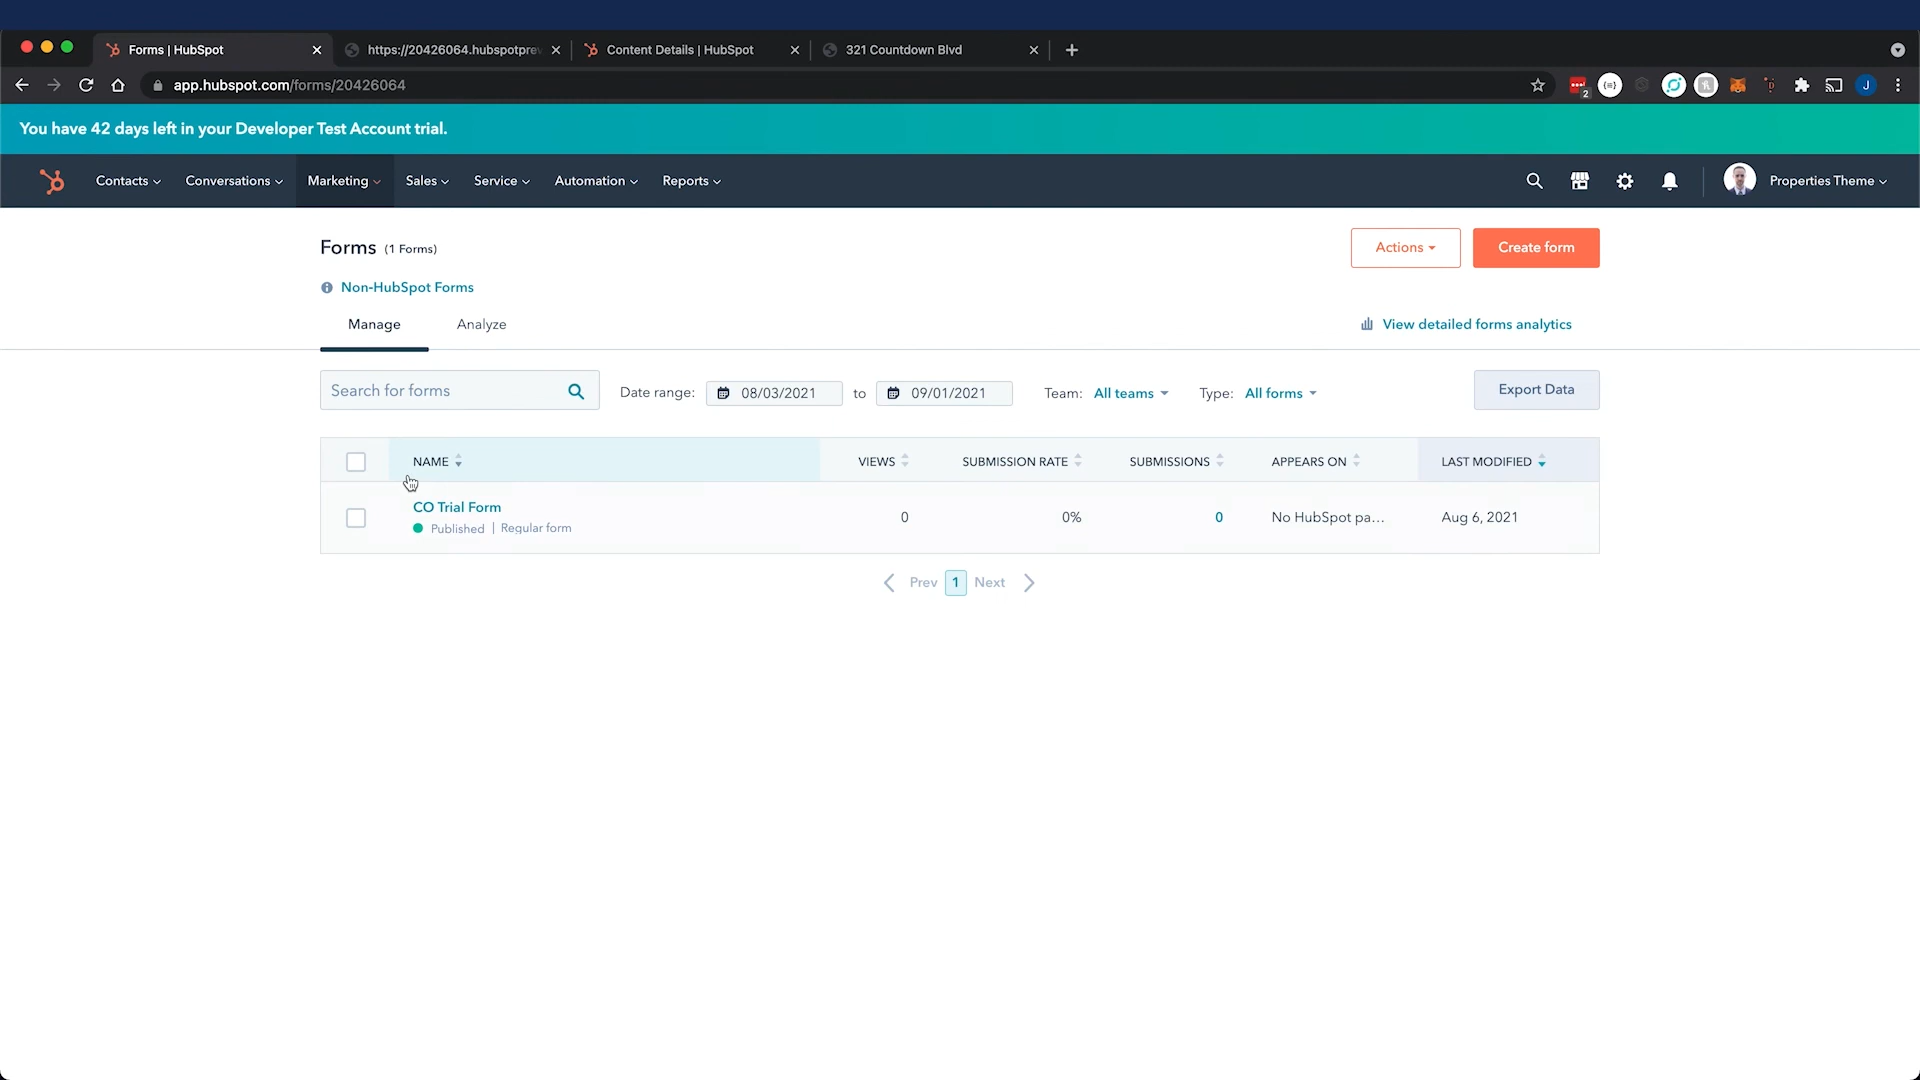 Forms | HubSpot
https://20426064.hubspotprev
Content Details | HubSpot
321 Countdown Blvd
app.hubspot.com/forms/20426064
2
J
You have 42 days left in your Developer Test Account trial.
Contacts
Conversations
Marketing
Sales
Service
Automation
Reports
Properties Theme
Forms (1 Forms)
Actions
Create form
Non-HubSpot Forms
Manage
Analyze
View detailed forms analytics
Search for forms
Date range:
08/03/2021
to
09/01/2021
Team: All teams
Type: All forms
Export Data
NAME
VIEWS
SUBMISSION RATE
SUBMISSIONS
APPEARS ON
LAST MODIFIED
CO Trial Form
Published | Regular form
0
0%
0
No HubSpot pa...
Aug 6, 2021
Prev
1
Next